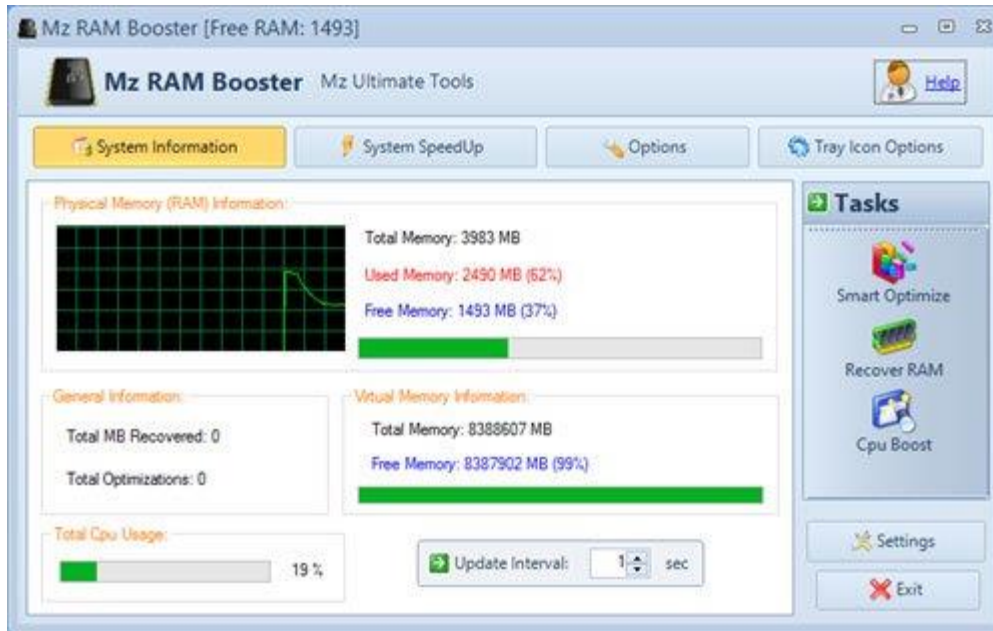 Mz RAM Booster [Free RAM: 1493]
Mz RAM Booster Mz Ultimate Tools
Help
System Information
System SpeedUp
Options
Tray Icon Options
Physical Memory (RAM) Information:
Total Memory: 3983 MB
Used Memory: 2490 MB (62%)
Free Memory: 1493 MB (37%)
General Information:
Total MB Recovered: 0
Total Optimizations: 0
Virtual Memory Information:
Total Memory: 8388607 MB
Free Memory: 8387902 MB (99%)
Total Cpu Usage:
19 %
Update Interval: 1 sec
Tasks
Smart Optimize
Recover RAM
Cpu Boost
Settings
Exit